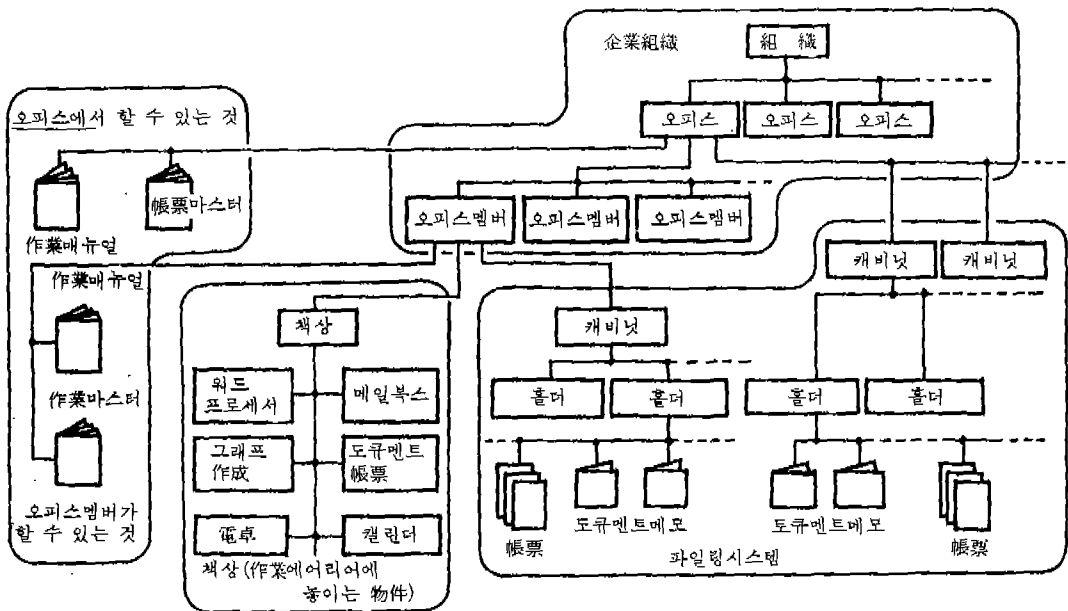 企業組織
組 織
오피스 오피스 오피스
오피스에서 할 수 있는 것
帳票마스터
作業매뉴얼
오피스멤버 오피스멤버 오피스멤버
캐비넷 캐비넷
作業매뉴얼
作業마스터
오피스멤버가
할 수 있는 것
책상
워드
프로세서
메일복스
그래프
作成
도큐멘트
帳票
電卓
캘린더
책상(作業에어리어에
놓이는 物件)
캐비넷
홀더 홀더 홀더 홀더
帳票
도큐멘트메모
도큐멘트메모
帳票
파일링시스템